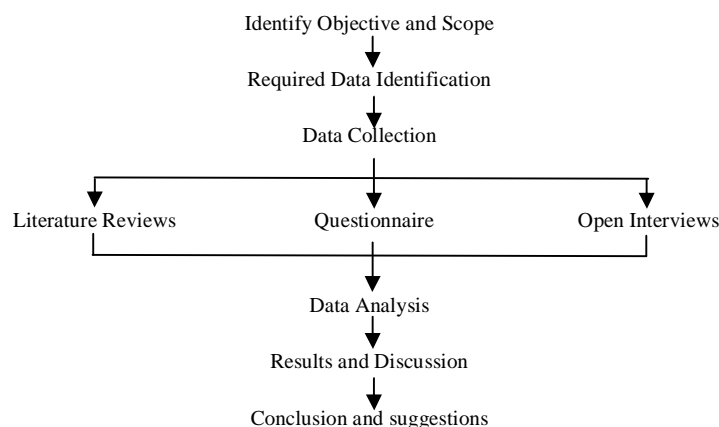 Identify Objective and Scope
Required Data Identification
Data Collection
Literature Reviews
Questionnaire
Open Interviews
Data Analysis
Results and Discussion
Conclusion and suggestions